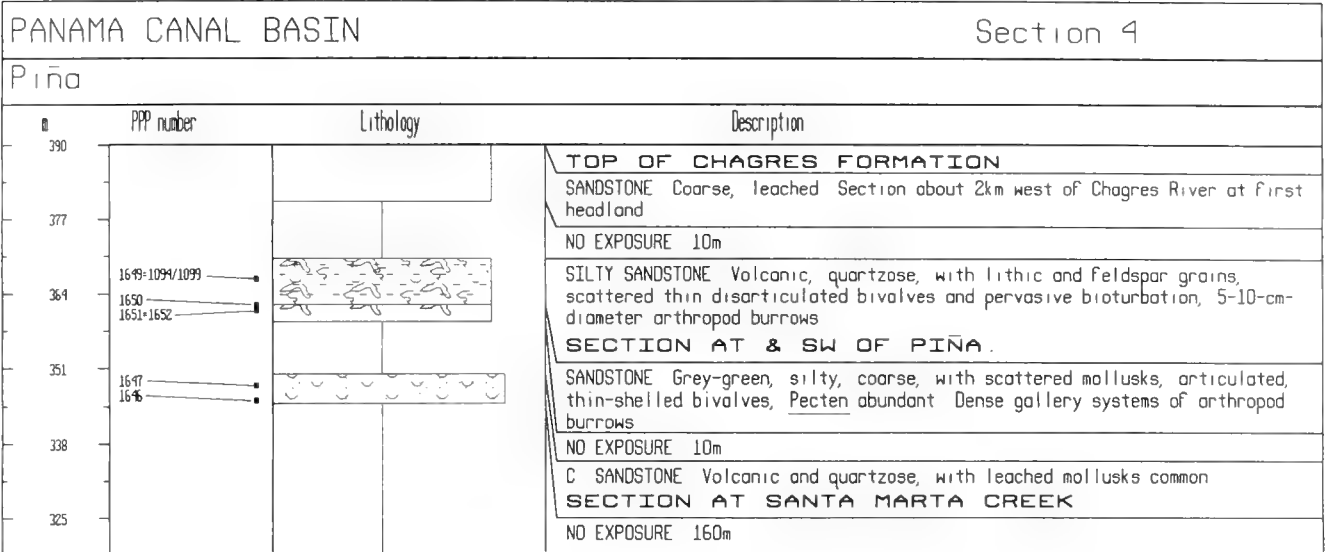 PANAMA CANAL BASIN Section 4
Piña
m PPP number Lithology Description
390
377
364
351
338
325
1649=1094/1099
1650
1651=1652
1647
1646
TOP OF CHAGRES FORMATION
SANDSTONE Coarse, leached Section about 2km west of Chagres River at first
headland
NO EXPOSURE 10m
SILTY SANDSTONE Volcanic, quartzose, with lithic and feldspar grains,
scattered thin disarticulated bivalves and pervasive bioturbation, 5-10-cm-
diameter arthropod burrows
SECTION AT & SW OF PIÑA.
SANDSTONE Grey-green, silty, coarse, with scattered mollusks, articulated,
thin-shelled bivalves, Pecten abundant Dense gallery systems of arthropod
burrows
NO EXPOSURE 10m
C SANDSTONE Volcanic and quartzose, with leached mollusks common
SECTION AT SANTA MARTA CREEK
NO EXPOSURE 160m